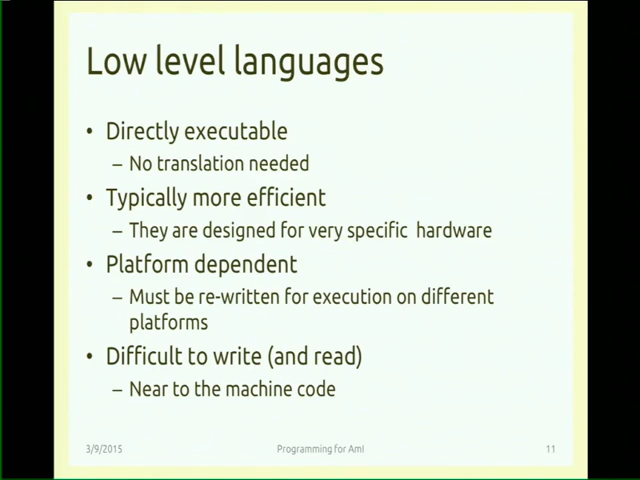 Low level languages
• Directly executable
– No translation needed
• Typically more efficient
– They are designed for very specific hardware
• Platform dependent
– Must be re-written for execution on different
platforms
• Difficult to write (and read)
– Near to the machine code
3/9/2015 Programming for AmI 11